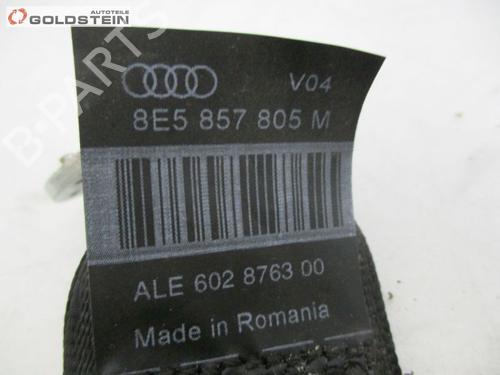 AUTOTEILE
GOLDSTEIN
B-PARTS
V04
8E5 857 805 M
ALE 602 8763 00
Made in Romania